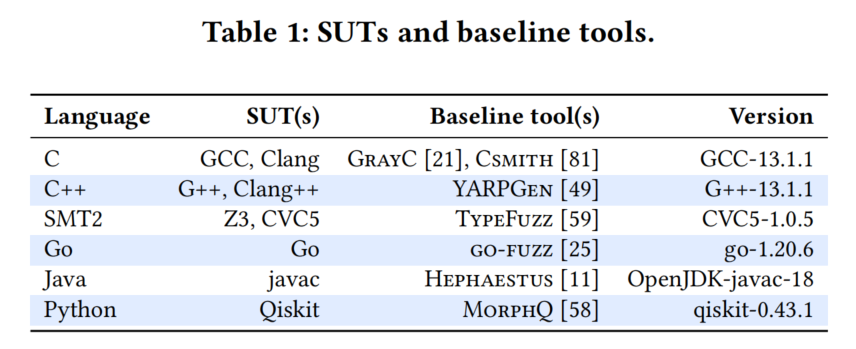 Table 1: SUTs and baseline tools.
Language SUT(s) Baseline tool(s) Version
C GCC, Clang GrayC [21], Csmith [81] GCC-13.1.1
C++ G++, Clang++ YARPGen [49] G++-13.1.1
SMT2 Z3, CVC5 TypeFuzz [59] CVC5-1.0.5
Go Go go-fuzz [25] go-1.20.6
Java javac Hephaestus [11] OpenJDK-javac-18
Python Qiskit MorphQ [58] qiskit-0.43.1